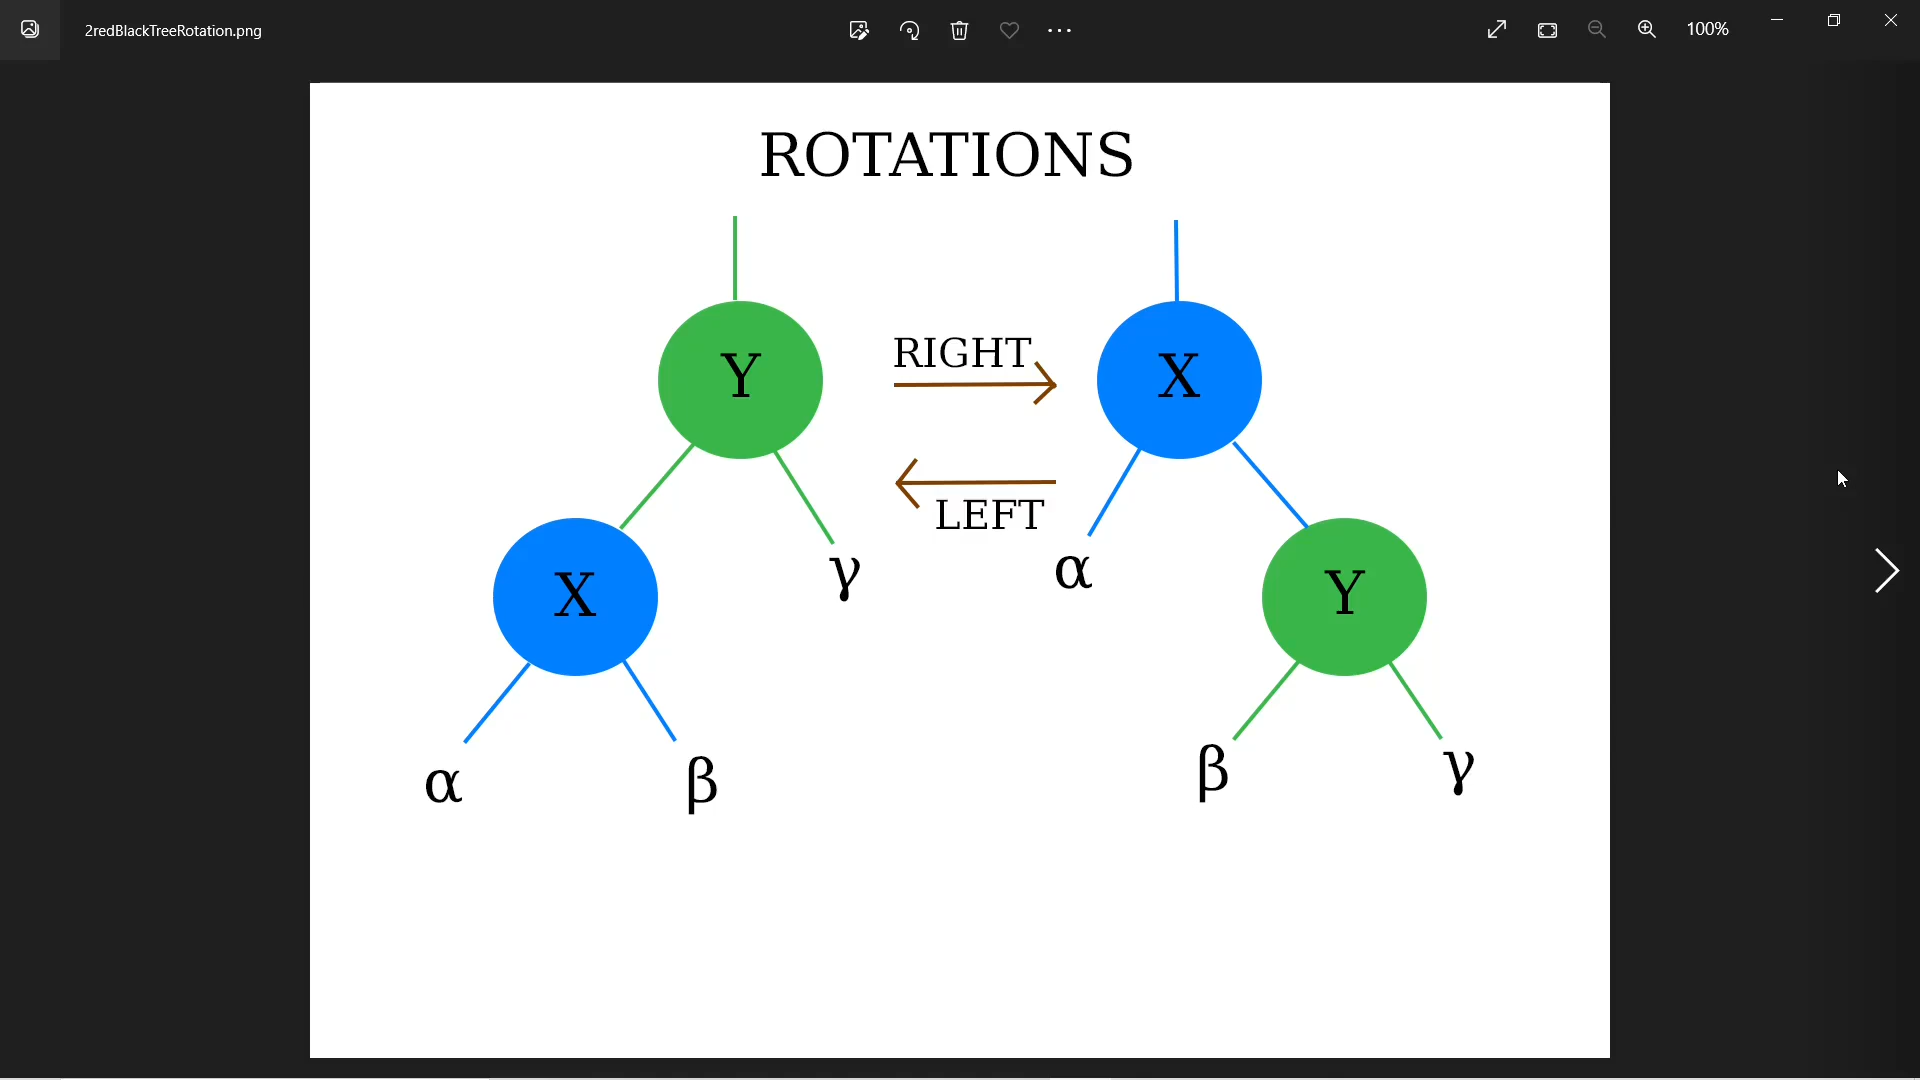 2redBlackTreeRotation.png
100%
ROTATIONS
Y
RIGHT
X
LEFT
γ
α
X
Y
α
β
β
γ